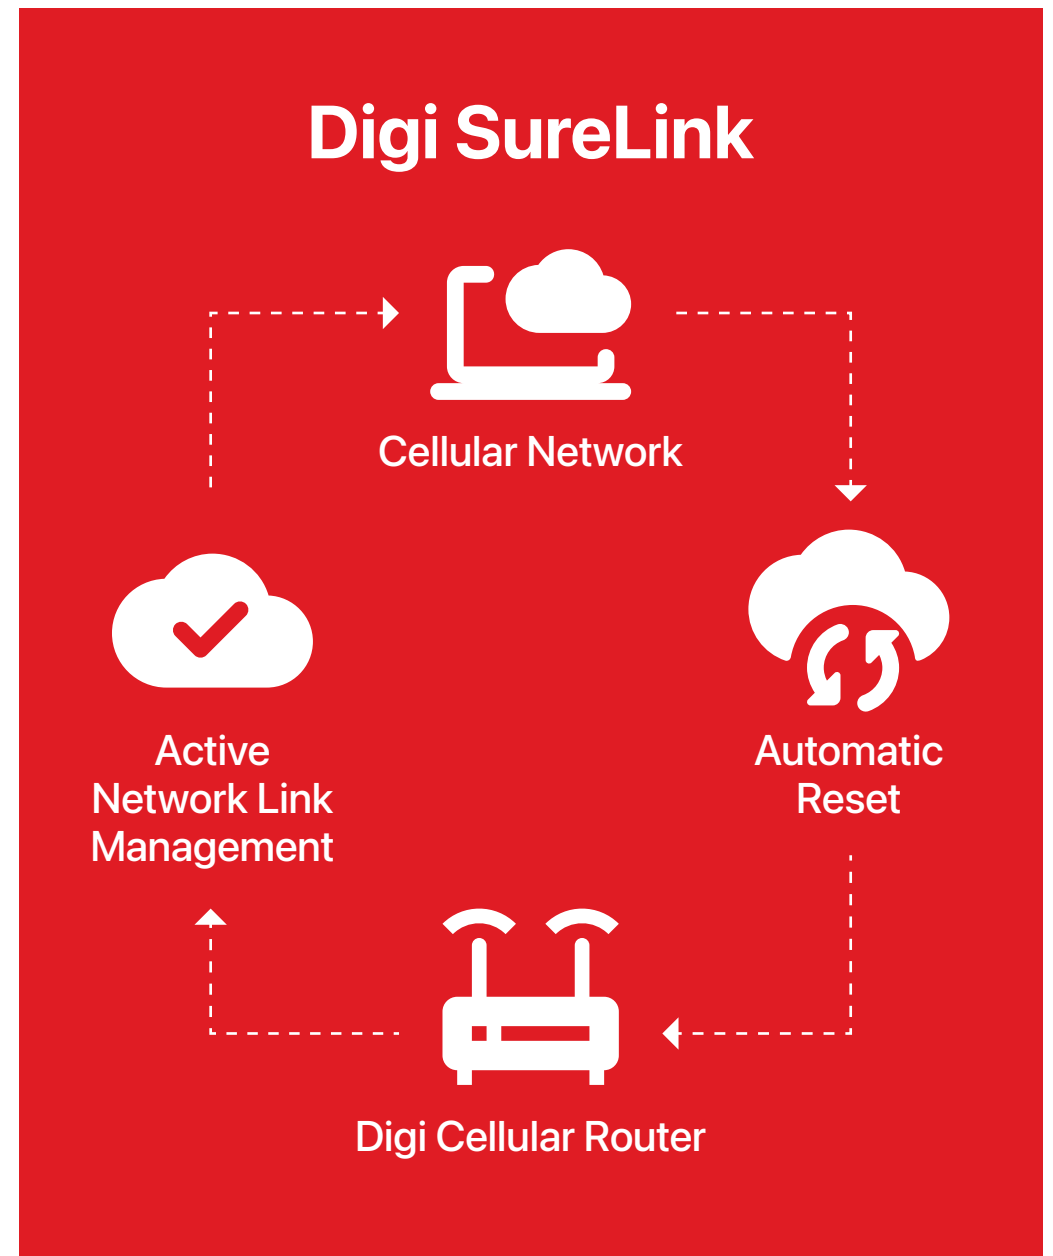 Digi SureLink
Cellular Network
Active
Network Link
Management
Automatic
Reset
Digi Cellular Router